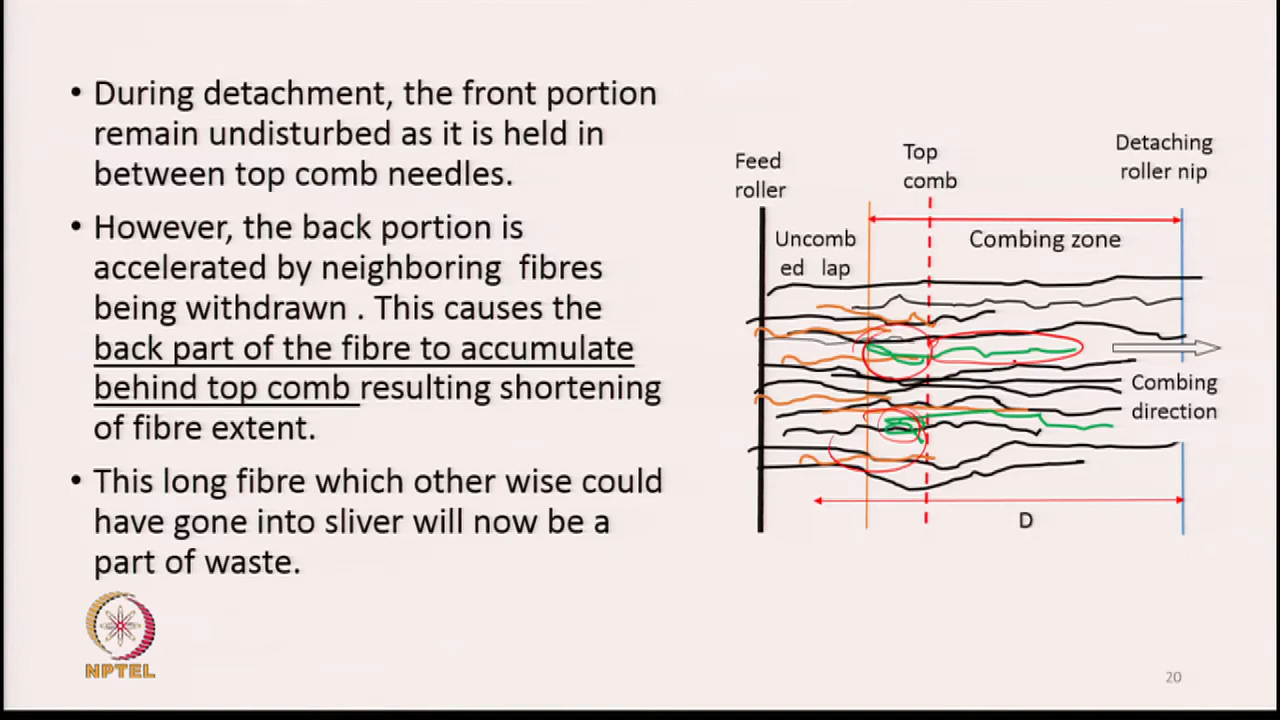 • During detachment, the front portion
remain undisturbed as it is held in
between top comb needles.
• However, the back portion is
accelerated by neighboring fibres
being withdrawn . This causes the
back part of the fibre to accumulate
behind top comb resulting shortening
of fibre extent.
• This long fibre which other wise could
have gone into sliver will now be a
part of waste.
Feed
roller
Top
comb
Detaching
roller nip
Uncomb
ed lap
Combing zone
Combing
direction
D
NPTEL
20